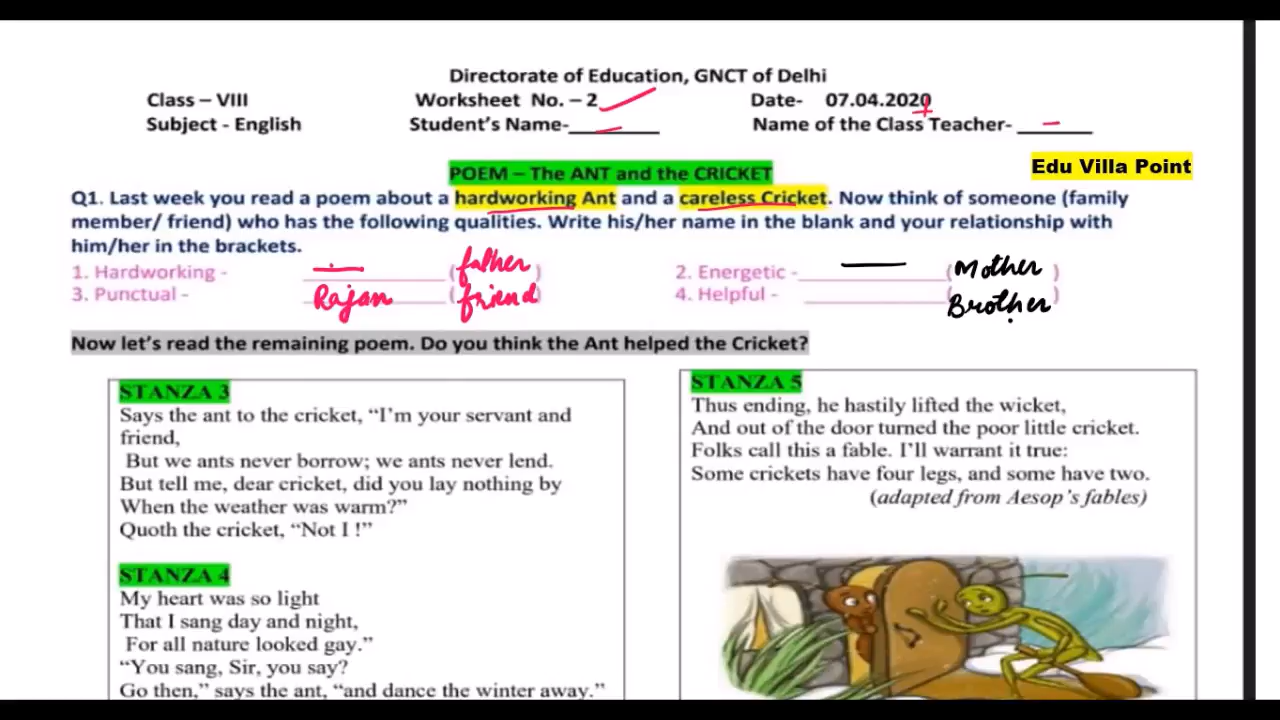 Directorate of Education, GNCT of Delhi
Class – VIII Worksheet No. – 2 Date- 07.04.2020
Subject - English Student's Name-________ Name of the Class Teacher- ________
POEM – The ANT and the CRICKET
Edu Villa Point
Q1. Last week you read a poem about a hardworking Ant and a careless Cricket. Now think of someone (family
member/ friend) who has the following qualities. Write his/her name in the blank and your relationship with
him/her in the brackets.
1. Hardworking - ________ (father) 2. Energetic - ________ (Mother)
3. Punctual - Rajan (friend) 4. Helpful - ________ (Brother)
Now let's read the remaining poem. Do you think the Ant helped the Cricket?
STANZA 3
Says the ant to the cricket, "I'm your servant and
friend,
But we ants never borrow; we ants never lend.
But tell me, dear cricket, did you lay nothing by
When the weather was warm?"
Quoth the cricket, "Not I !"
STANZA 4
My heart was so light
That I sang day and night,
For all nature looked gay."
"You sang, Sir, you say?
Go then," says the ant, "and dance the winter away."
STANZA 5
Thus ending, he hastily lifted the wicket,
And out of the door turned the poor little cricket.
Folks call this a fable. I'll warrant it true:
Some crickets have four legs, and some have two.
(adapted from Aesop's fables)